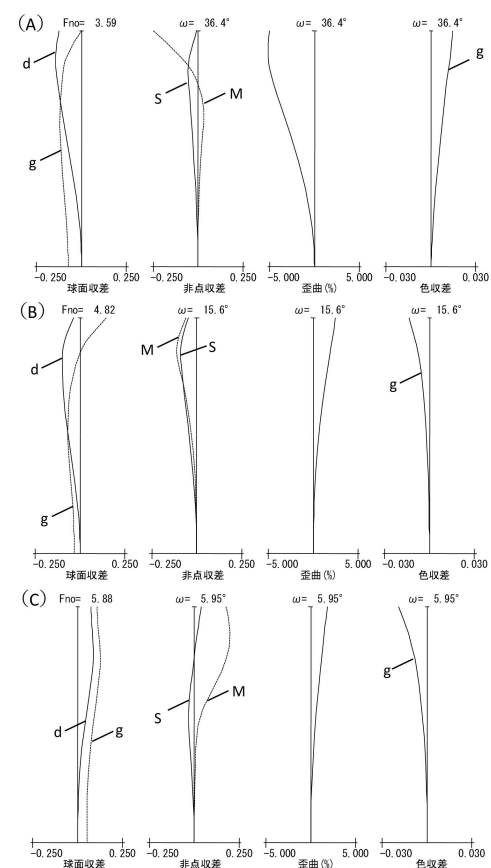 (A)
Fno= 3.59 ω= 36.4° ω= 36.4° ω= 36.4°
d
g
S
M
g
-0.250 0.250 -0.250 0.250 -5.000 5.000 -0.030 0.030
球面収差 非点収差 歪曲(%) 色収差
(B)
Fno= 4.82 ω= 15.6° ω= 15.6° ω= 15.6°
M
S
d
g
g
-0.250 0.250 -0.250 0.250 -5.000 5.000 -0.030 0.030
球面収差 非点収差 歪曲(%) 色収差
(C)
Fno= 5.88 ω= 5.95° ω= 5.95° ω= 5.95°
g
M
S
d
g
-0.250 0.250 -0.250 0.250 -5.000 5.000 -0.030 0.030
球面収差 非点収差 歪曲(%) 色収差